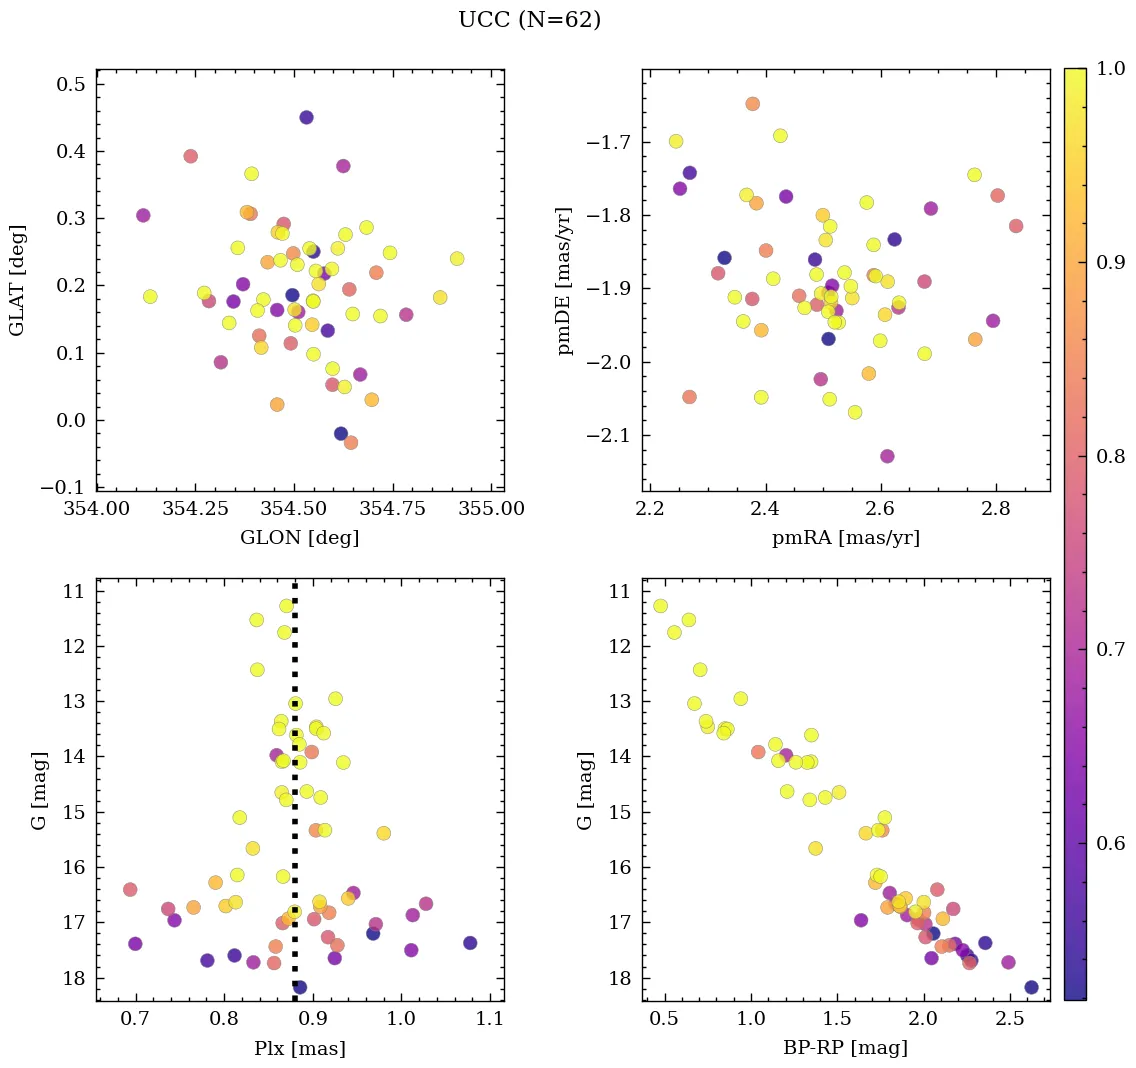 UCC (N=62)
0.5
0.4
0.3
0.2
0.1
0.0
−0.1
GLAT [deg]
354.00 354.25 354.50 354.75 355.00
GLON [deg]
−1.7
−1.8
−1.9
−2.0
−2.1
pmDE [mas/yr]
2.2 2.4 2.6 2.8
pmRA [mas/yr]
11
12
13
14
15
16
17
18
G [mag]
0.7 0.8 0.9 1.0 1.1
Plx [mas]
11
12
13
14
15
16
17
18
G [mag]
0.5 1.0 1.5 2.0 2.5
BP-RP [mag]
1.0
0.9
0.8
0.7
0.6